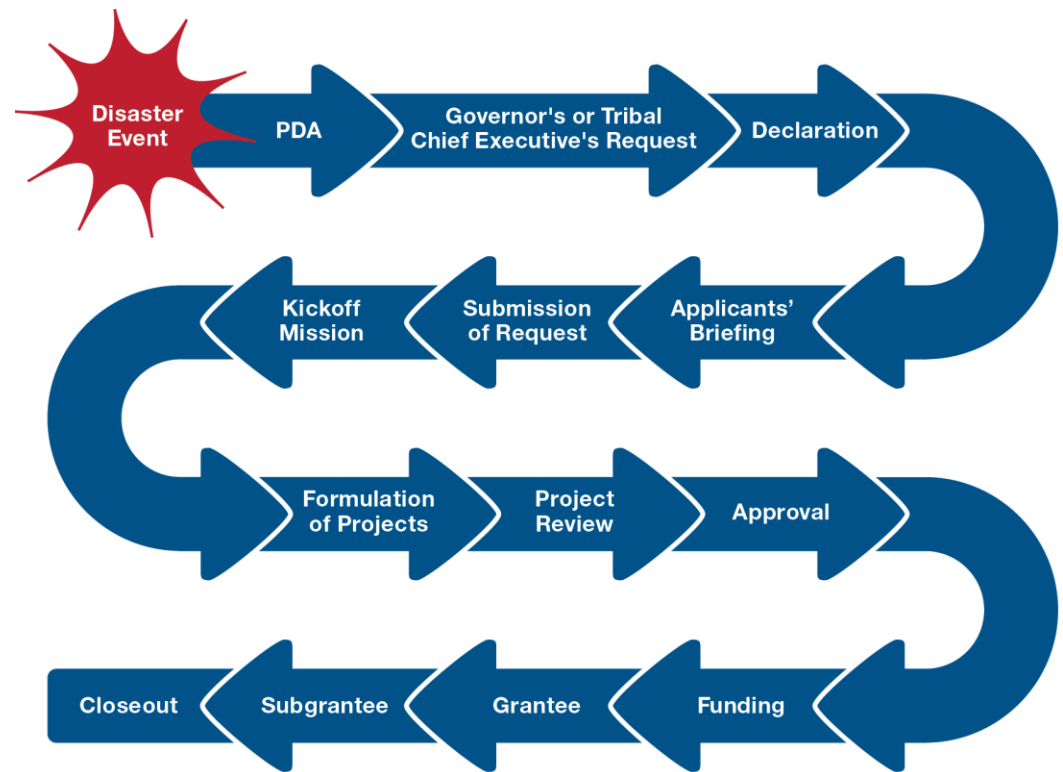 Disaster
Event
PDA
Governor's or Tribal
Chief Executive's Request
Declaration
Applicants’
Briefing
Submission
of Request
Kickoff
Mission
Formulation
of Projects
Project
Review
Approval
Funding
Grantee
Subgrantee
Closeout